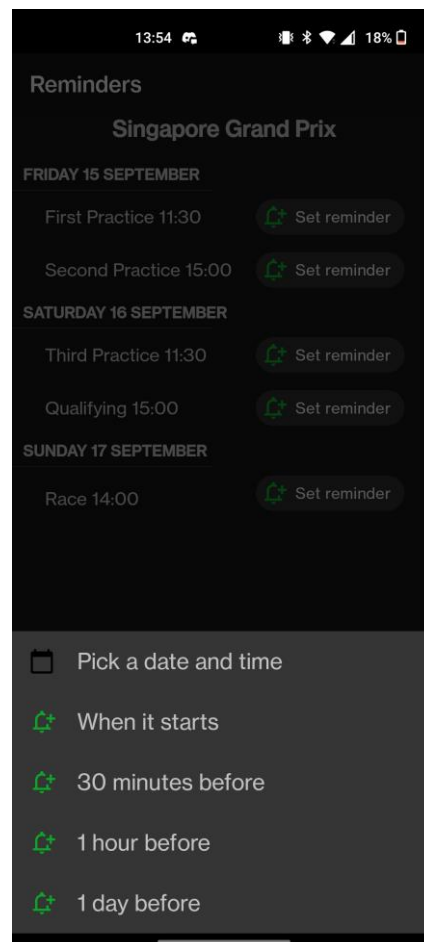 13:54 18%
Reminders
Singapore Grand Prix
FRIDAY 15 SEPTEMBER
First Practice 11:30 Set reminder
Second Practice 15:00 Set reminder
SATURDAY 16 SEPTEMBER
Third Practice 11:30 Set reminder
Qualifying 15:00 Set reminder
SUNDAY 17 SEPTEMBER
Race 14:00 Set reminder
Pick a date and time
When it starts
30 minutes before
1 hour before
1 day before